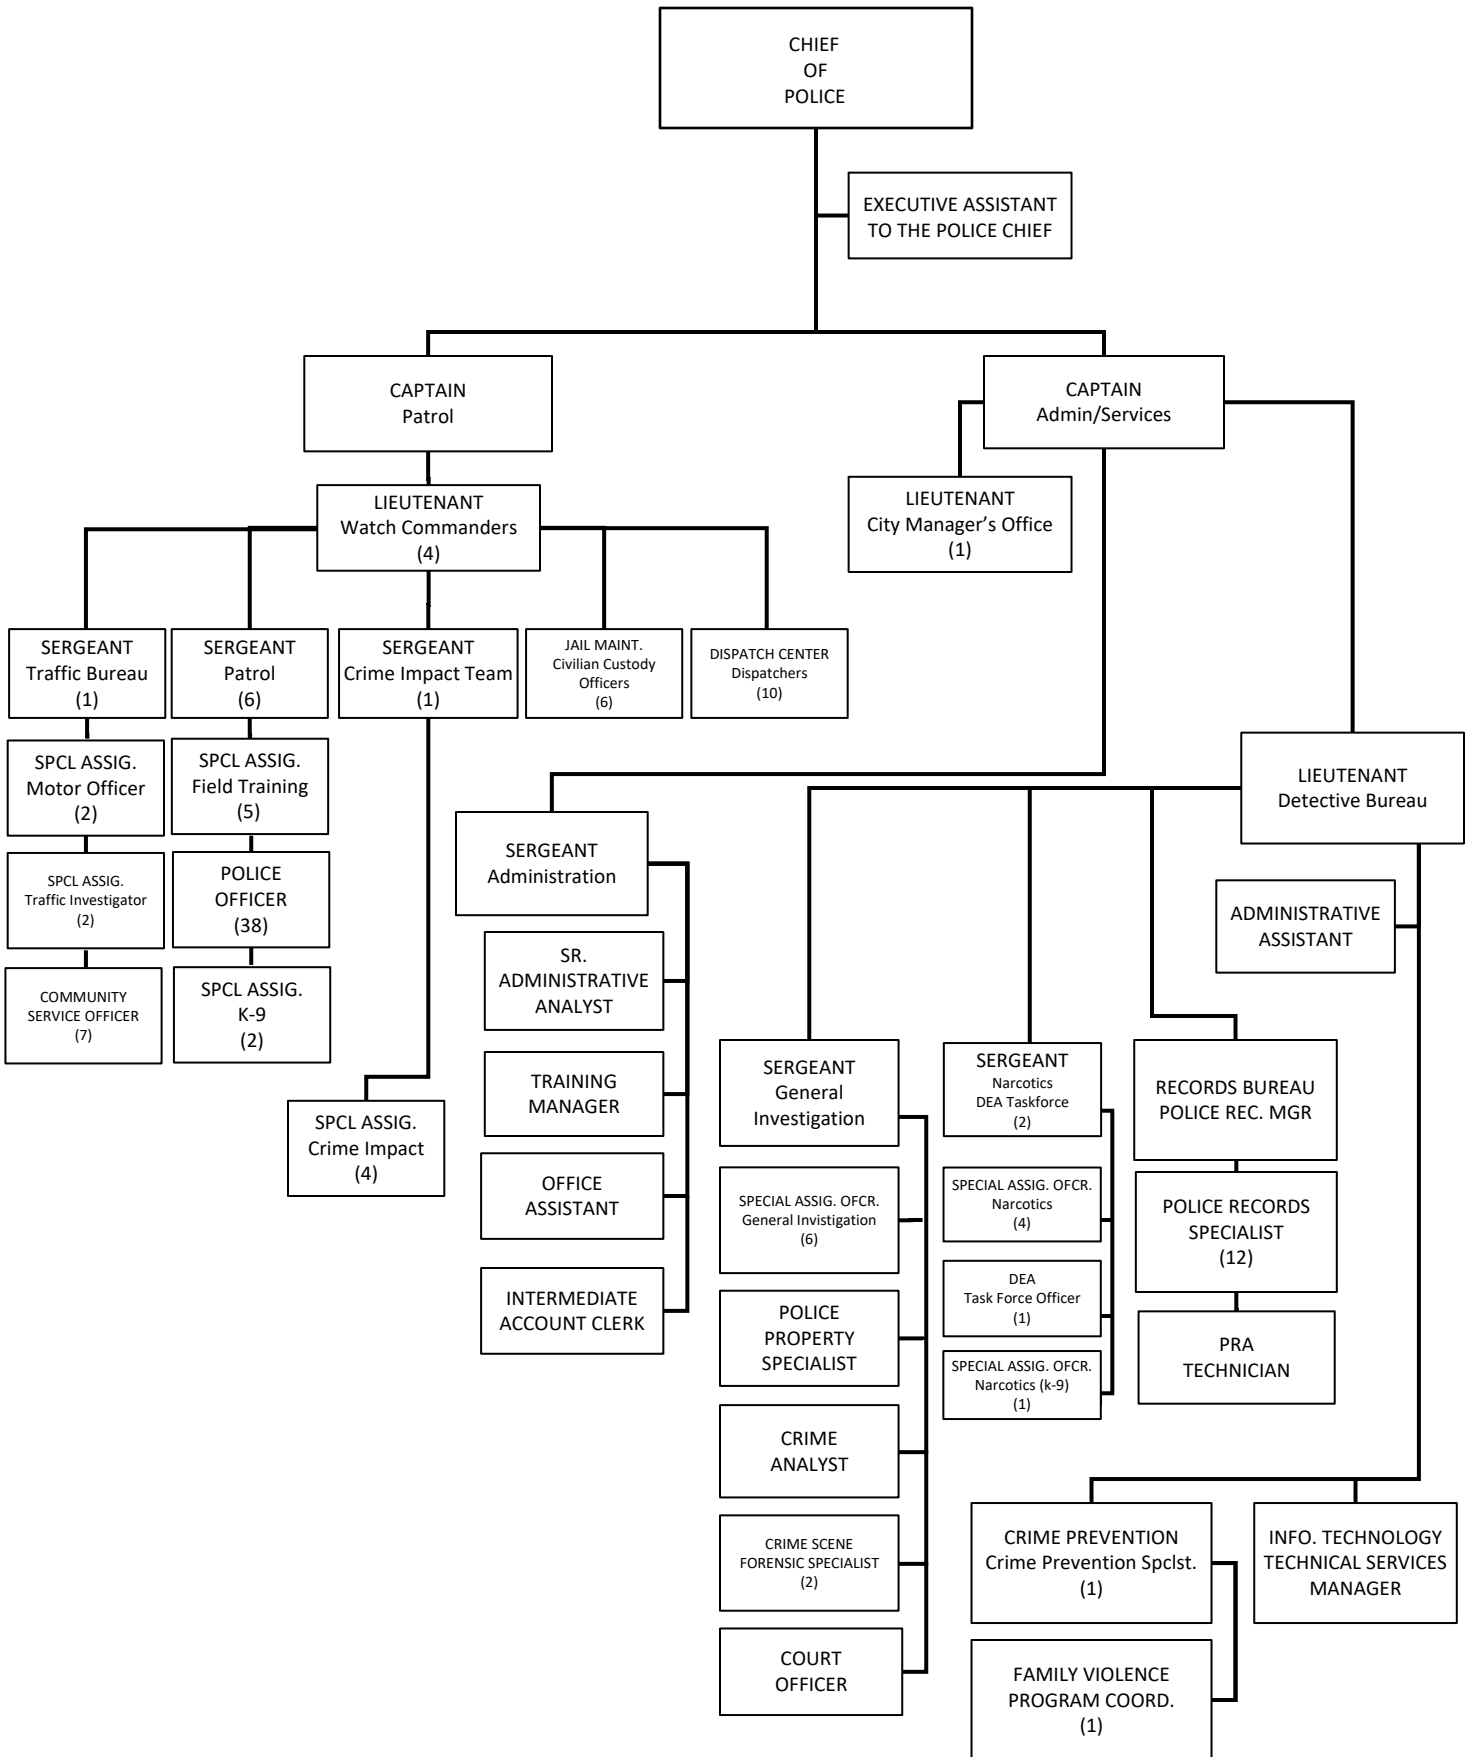 CHIEF
OF
POLICE
EXECUTIVE ASSISTANT
TO THE POLICE CHIEF
CAPTAIN
Patrol
CAPTAIN
Admin/Services
LIEUTENANT
Watch Commanders
(4)
LIEUTENANT
City Manager’s Office
(1)
SERGEANT
Traffic Bureau
(1)
SERGEANT
Patrol
(6)
SERGEANT
Crime Impact Team
(1)
JAIL MAINT.
Civilian Custody
Officers
(6)
DISPATCH CENTER
Dispatchers
(10)
SPCL ASSIG.
Motor Officer
(2)
SPCL ASSIG.
Field Training
(5)
LIEUTENANT
Detective Bureau
SPCL ASSIG.
Traffic Investigator
(2)
POLICE
OFFICER
(38)
SERGEANT
Administration
ADMINISTRATIVE
ASSISTANT
COMMUNITY
SERVICE OFFICER
(7)
SPCL ASSIG.
K-9
(2)
SR.
ADMINISTRATIVE
ANALYST
TRAINING
MANAGER
OFFICE
ASSISTANT
INTERMEDIATE
ACCOUNT CLERK
SPCL ASSIG.
Crime Impact
(4)
SERGEANT
General
Investigation
SPECIAL ASSIG. OFCR.
General Invistigation
(6)
POLICE
PROPERTY
SPECIALIST
CRIME
ANALYST
CRIME SCENE
FORENSIC SPECIALIST
(2)
COURT
OFFICER
SERGEANT
Narcotics
DEA Taskforce
(2)
SPECIAL ASSIG. OFCR.
Narcotics
(4)
DEA
Task Force Officer
(1)
SPECIAL ASSIG. OFCR.
Narcotics (k-9)
(1)
RECORDS BUREAU
POLICE REC. MGR
POLICE RECORDS
SPECIALIST
(12)
PRA
TECHNICIAN
CRIME PREVENTION
Crime Prevention Spclst.
(1)
INFO. TECHNOLOGY
TECHNICAL SERVICES
MANAGER
FAMILY VIOLENCE
PROGRAM COORD.
(1)